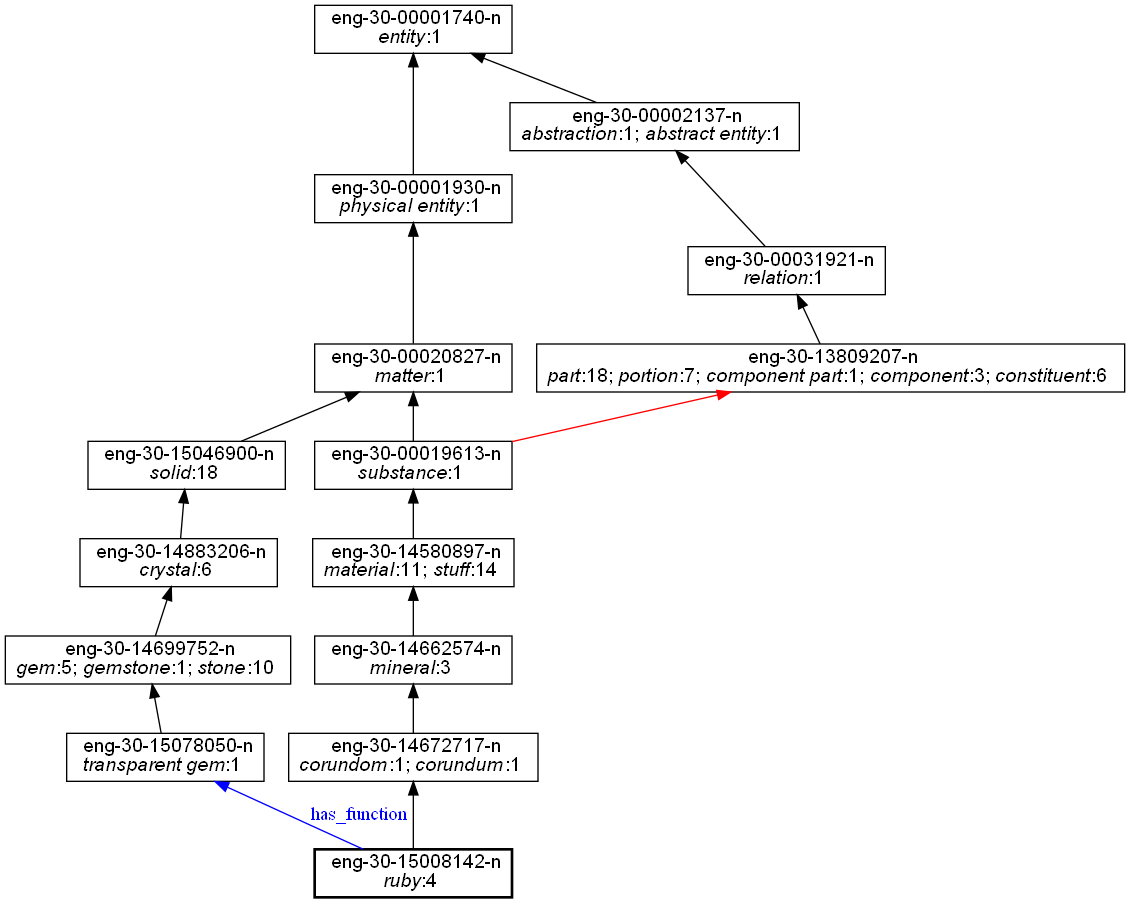 eng-30-00001740-n
entity:1
eng-30-00002137-n
abstraction:1; abstract entity:1
eng-30-00001930-n
physical entity:1
eng-30-00031921-n
relation:1
eng-30-00020827-n
matter:1
eng-30-13809207-n
part:18; portion:7; component part:1; component:3; constituent:6
eng-30-15046900-n
solid:18
eng-30-00019613-n
substance:1
eng-30-14883206-n
crystal:6
eng-30-14580897-n
material:11; stuff:14
eng-30-14699752-n
gem:5; gemstone:1; stone:10
eng-30-14662574-n
mineral:3
eng-30-15078050-n
transparent gem:1
eng-30-14672717-n
corundom:1; corundum:1
has_function
eng-30-15008142-n
ruby:4